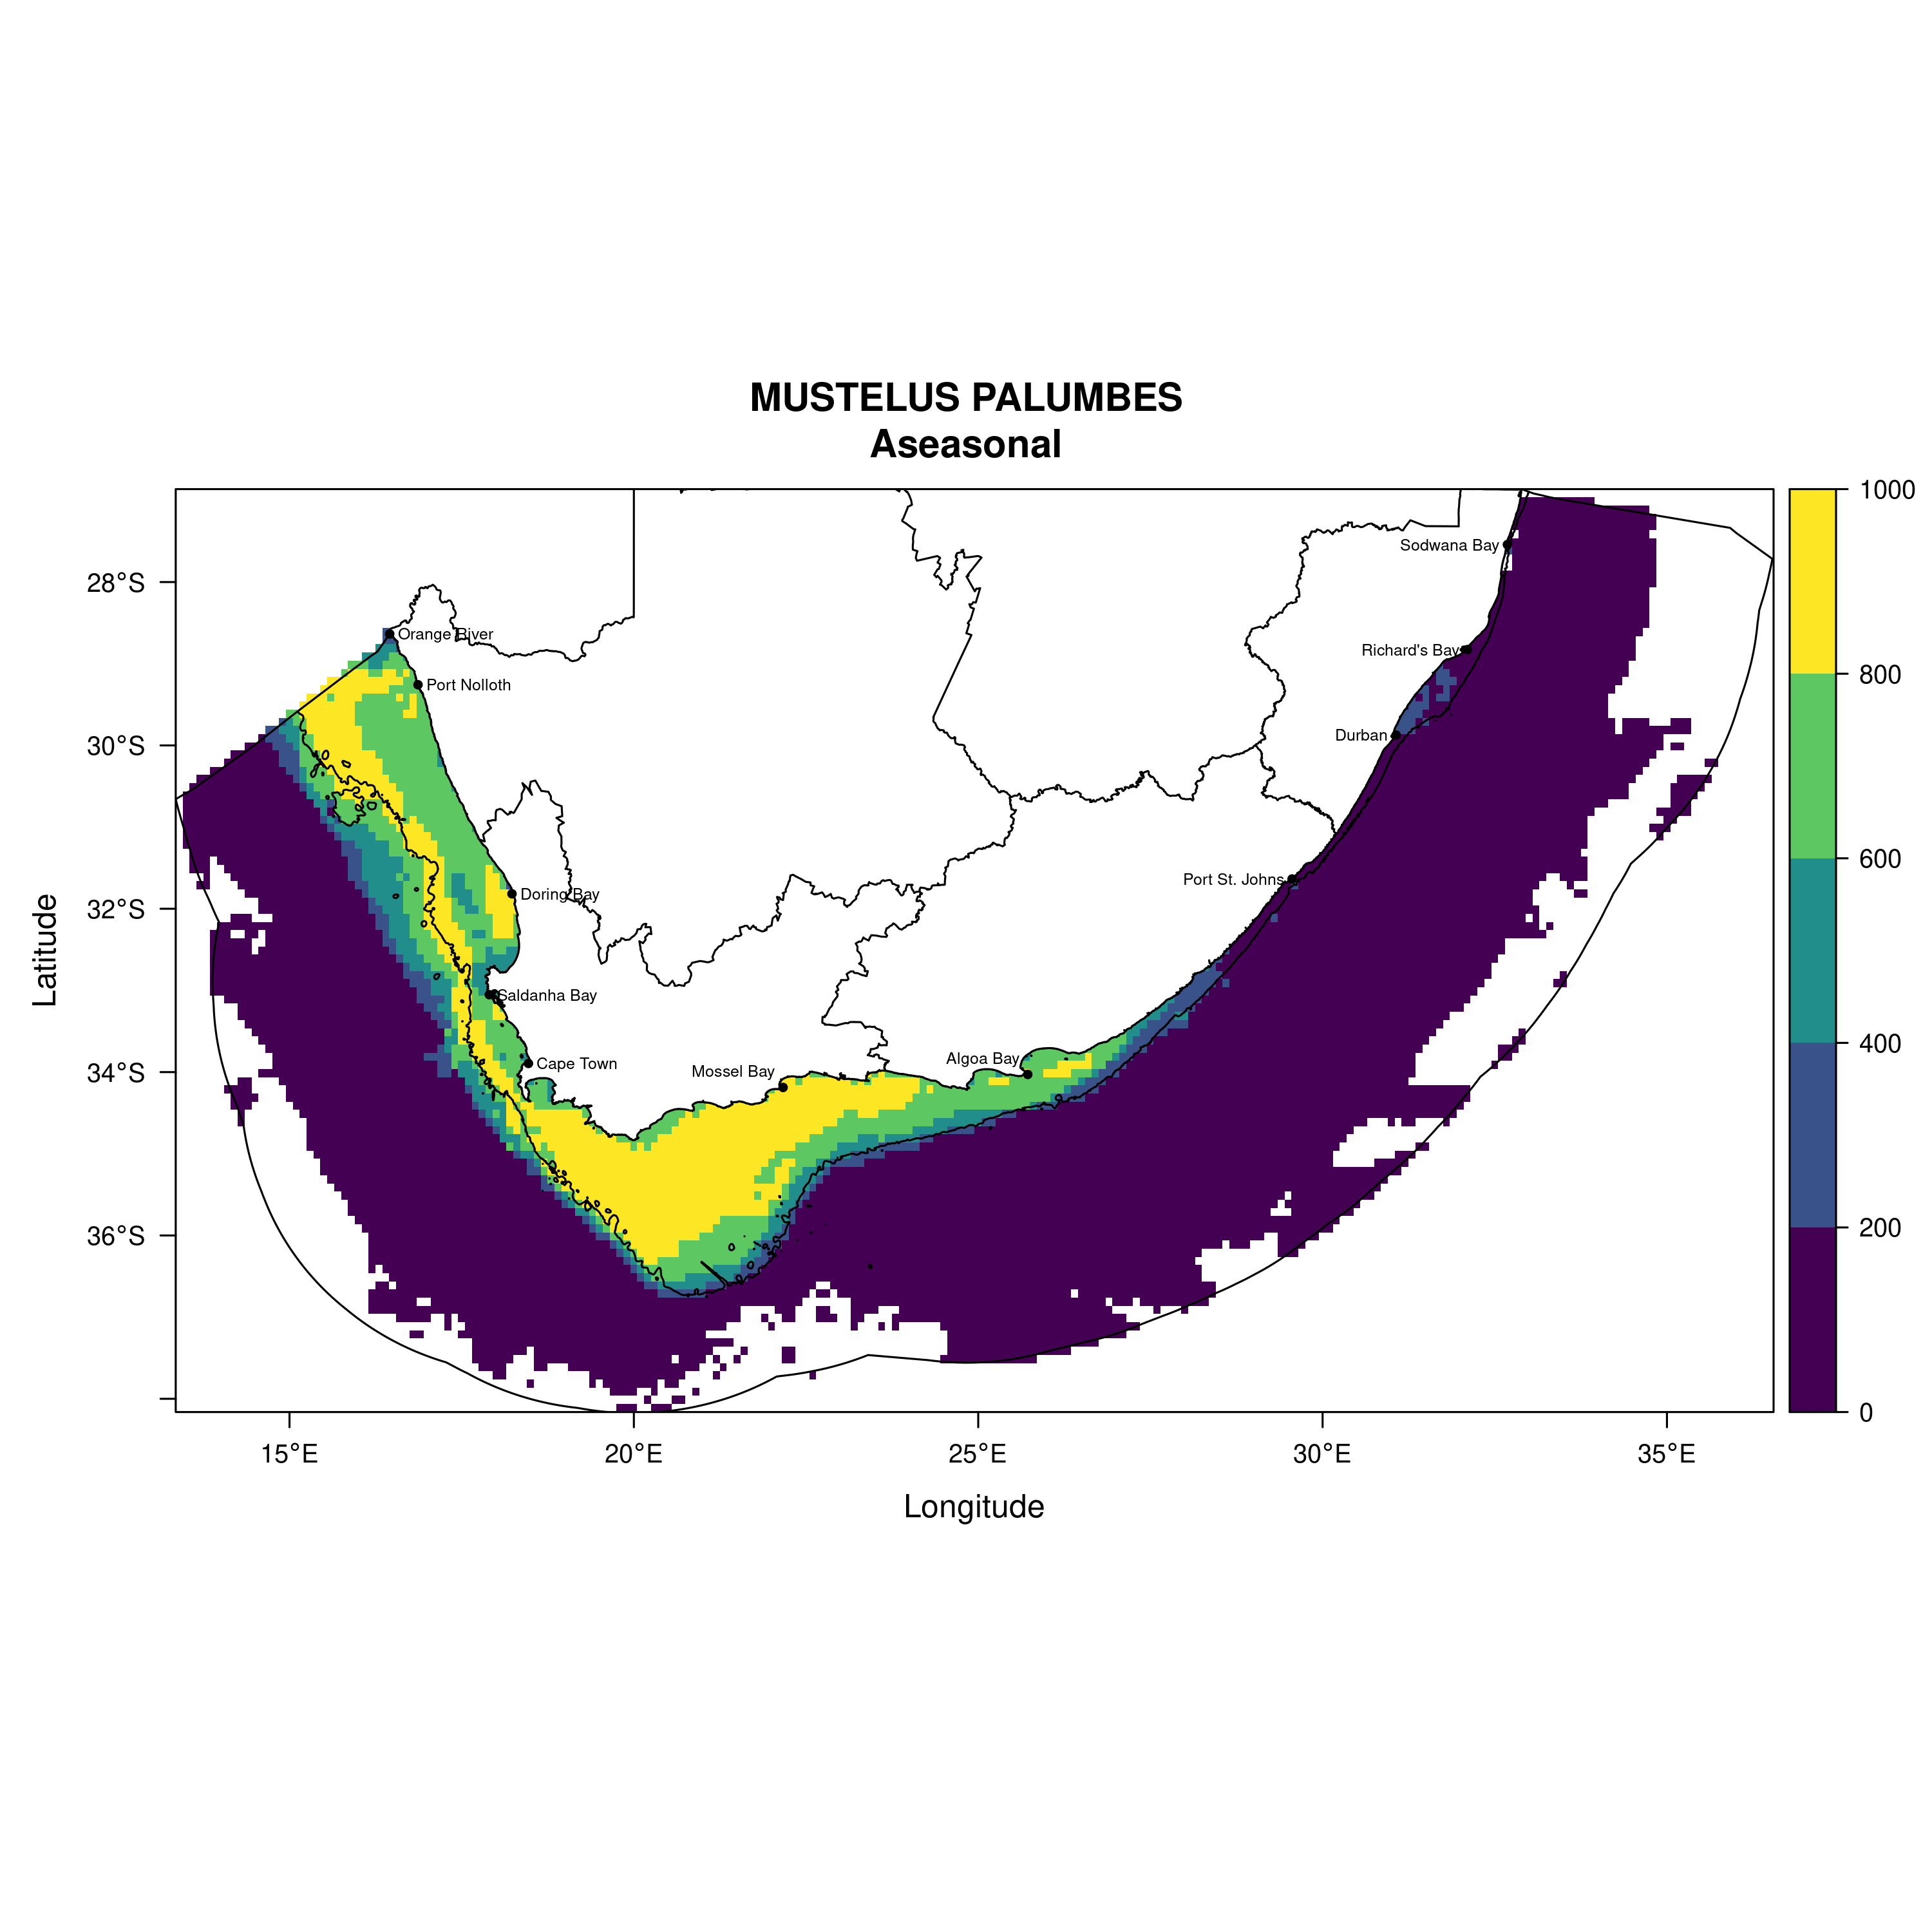 MUSTELUS PALUMBES
Aseasonal
1000
800
600
400
200
0
28°S
30°S
32°S
34°S
36°S
Latitude
Sodwana Bay
Orange River
Richard's Bay
Port Nolloth
Durban
Port St. Johns
Doring Bay
Saldanha Bay
Algoa Bay
Cape Town
Mossel Bay
15°E
20°E
25°E
30°E
35°E
Longitude